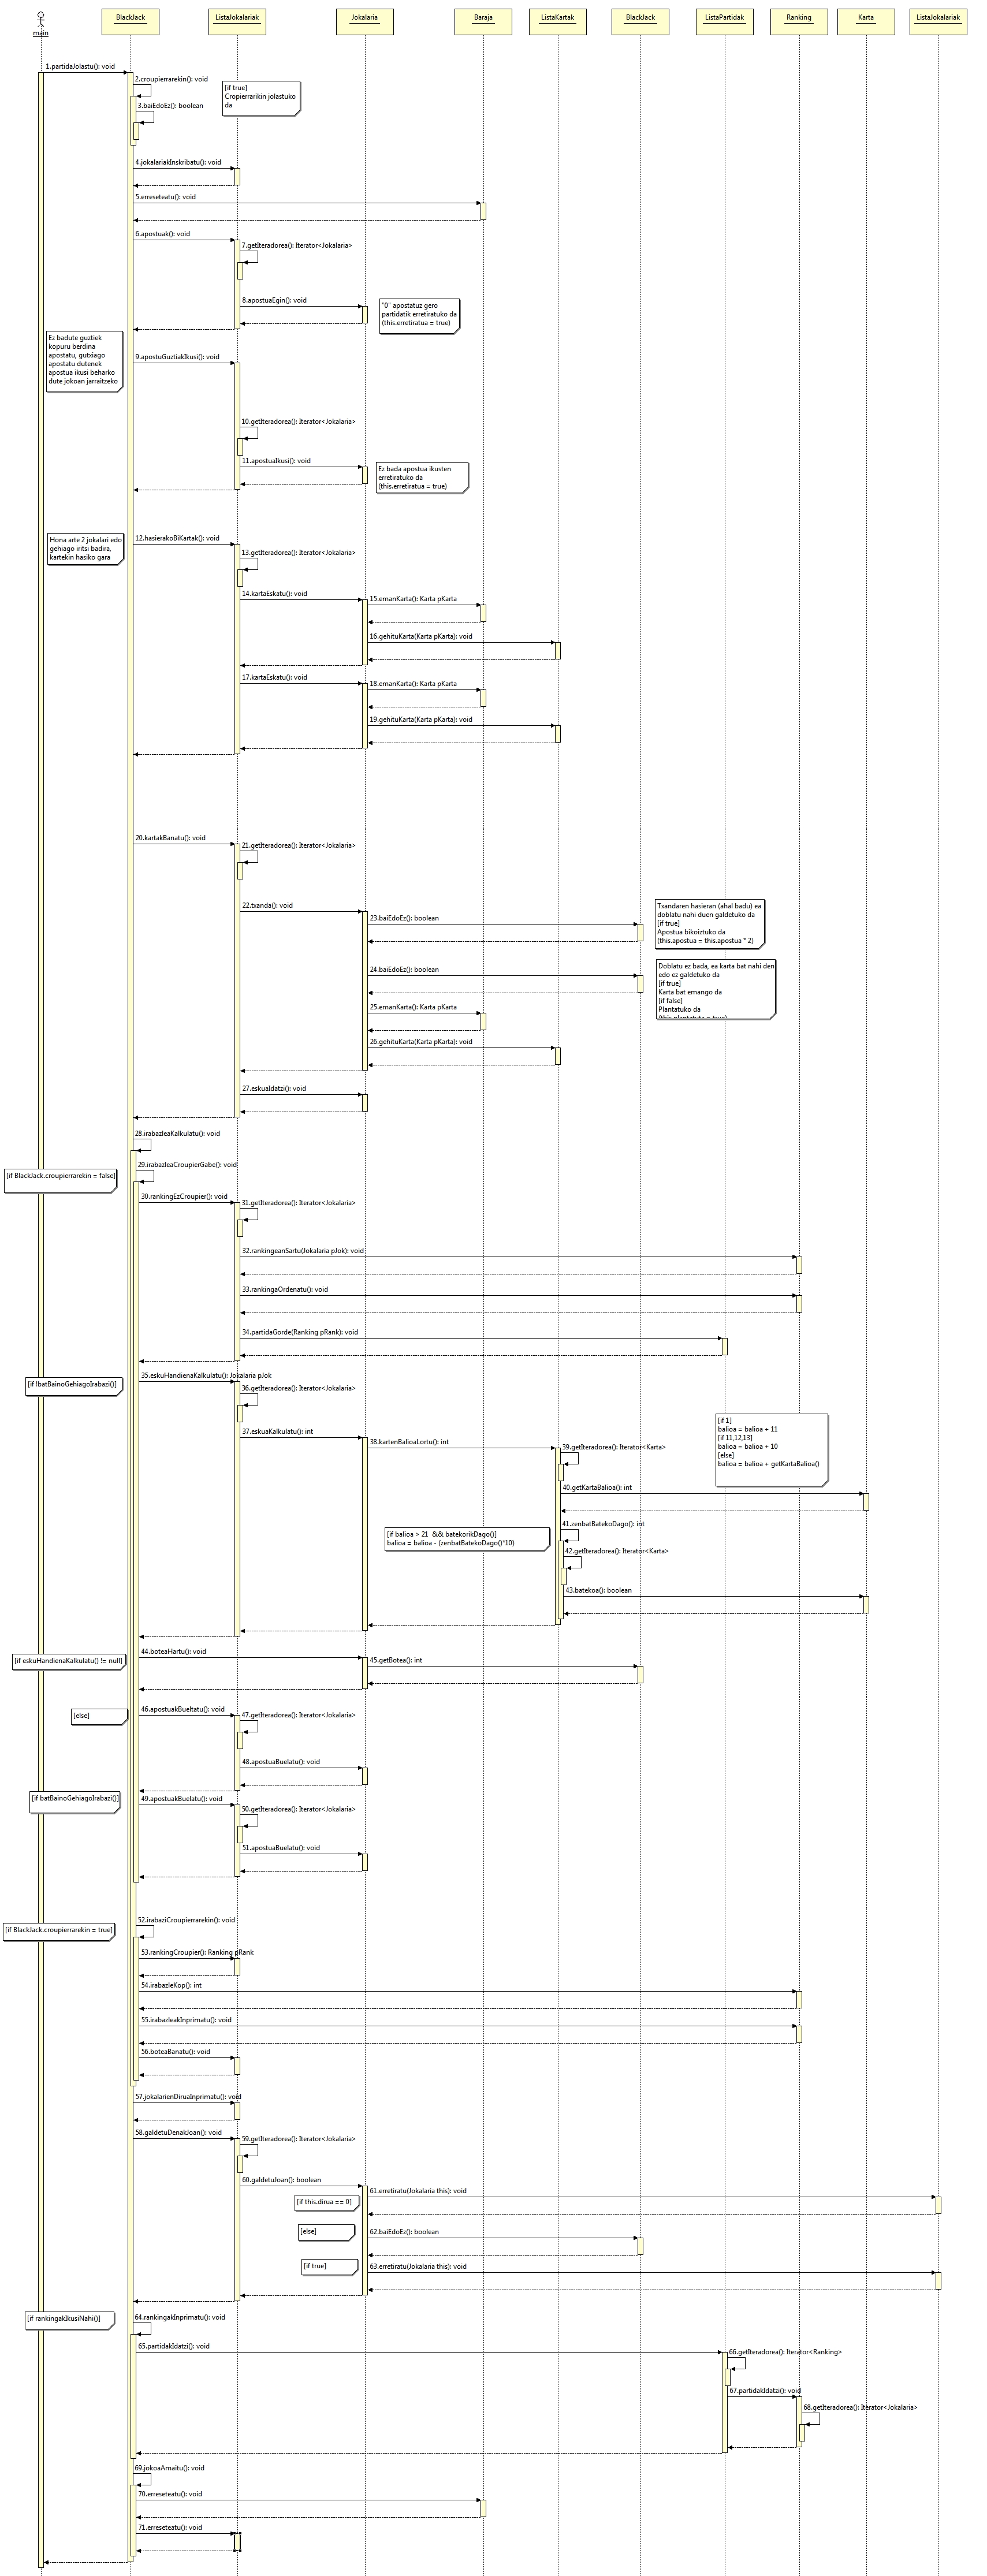 main
BlackJack
ListaJokalariak
Jokalaria
Baraja
ListaKartak
BlackJack
ListaPartidak
Ranking
Karta
ListaJokalariak
1.partidaJolastu(): void
2.croupierrarekin(): void
[if true]
Cropierrarikin jolastuko
da
3.baiEdoEz(): boolean
4.jokalariakInskribatu(): void
5.erreseteatu(): void
6.apostuak(): void
7.getIteradorea(): Iterator<Jokalaria>
8.apostuaEgin(): void
"0" apostatuz gero
partidatik erretiratuko da
(this.erretiratua = true)
Ez badute guztiek
kopuru berdina
apostatu, gutxiago
apostatu dutenek
apostua ikusi beharko
dute jokoan jarraitzeko
9.apostuGuztiakIkusi(): void
10.getIteradorea(): Iterator<Jokalaria>
11.apostuaIkusi(): void
Ez bada apostua ikusten
erretiratuko da
(this.erretiratua = true)
Hona arte 2 jokalari edo
gehiago iritsi badira,
kartekin hasiko gara
12.hasierakoBiKartak(): void
13.getIteradorea(): Iterator<Jokalaria>
14.kartaEskatu(): void
15.emanKarta(): Karta pKarta
16.gehituKarta(Karta pKarta): void
17.kartaEskatu(): void
18.emanKarta(): Karta pKarta
19.gehituKarta(Karta pKarta): void
20.kartakBanatu(): void
21.getIteradorea(): Iterator<Jokalaria>
22.txanda(): void
23.baiEdoEz(): boolean
Txandaren hasieran (ahal badu) ea
doblatu nahi duen galdetuko da
[if true]
Apostua bikoiztuko da
(this.apostua = this.apostua * 2)
24.baiEdoEz(): boolean
Doblatu ez bada, ea karta bat nahi den
edo ez galdetuko da
[if true]
Karta bat emango da
[if false]
Plantatuko da
(this.plantatuta = true)
25.emanKarta(): Karta pKarta
26.gehituKarta(Karta pKarta): void
27.eskuaIdatzi(): void
28.irabazleaKalkulatu(): void
29.irabazleaCroupierGabe(): void
[if BlackJack.croupierrarekin = false]
30.rankingEzCroupier(): void
31.getIteradorea(): Iterator<Jokalaria>
32.rankingeanSartu(Jokalaria pJok): void
33.rankingaOrdenatu(): void
34.partidaGorde(Ranking pRank): void
35.eskuHandienaKalkulatu(): Jokalaria pJok
[if !batBainoGehiagoIrabazi()]
36.getIteradorea(): Iterator<Jokalaria>
37.eskuaKalkulatu(): int
38.kartenBalioaLortu(): int
39.getIteradorea(): Iterator<Karta>
[if 1]
balioa = balioa + 11
[if 11,12,13]
balioa = balioa + 10
[else]
balioa = balioa + getKartaBalioa()
40.getKartaBalioa(): int
41.zenbatBatekoDago(): int
[if balioa > 21 && batekorikDago()]
balioa = balioa - (zenbatBatekoDago()*10)
42.getIteradorea(): Iterator<Karta>
43.batekoa(): boolean
44.boteaHartu(): void
[if eskuHandienaKalkulatu() != null]
45.getBotea(): int
46.apostuakBueltatu(): void
[else]
47.getIteradorea(): Iterator<Jokalaria>
48.apostuaBuelatu(): void
[if batBainoGehiagoIrabazi()]
49.apostuakBuelatu(): void
50.getIteradorea(): Iterator<Jokalaria>
51.apostuaBuelatu(): void
52.irabaziCroupierrarekin(): void
[if BlackJack.croupierrarekin = true]
53.rankingCroupier(): Ranking pRank
54.irabazleKop(): int
55.irabazleakInprimatu(): void
56.boteaBanatu(): void
57.jokalarienDiruaInprimatu(): void
58.galdetuDenakJoan(): void
59.getIteradorea(): Iterator<Jokalaria>
60.galdetuJoan(): boolean
61.erretiratu(Jokalaria this): void
[if this.dirua == 0]
[else]
62.baiEdoEz(): boolean
[if true]
63.erretiratu(Jokalaria this): void
[if rankingakIkusiNahi()]
64.rankingakInprimatu(): void
65.partidakIdatzi(): void
66.getIteradorea(): Iterator<Ranking>
67.partidakIdatzi(): void
68.getIteradorea(): Iterator<Jokalaria>
69.jokoaAmaitu(): void
70.erreseteatu(): void
71.erreseteatu(): void